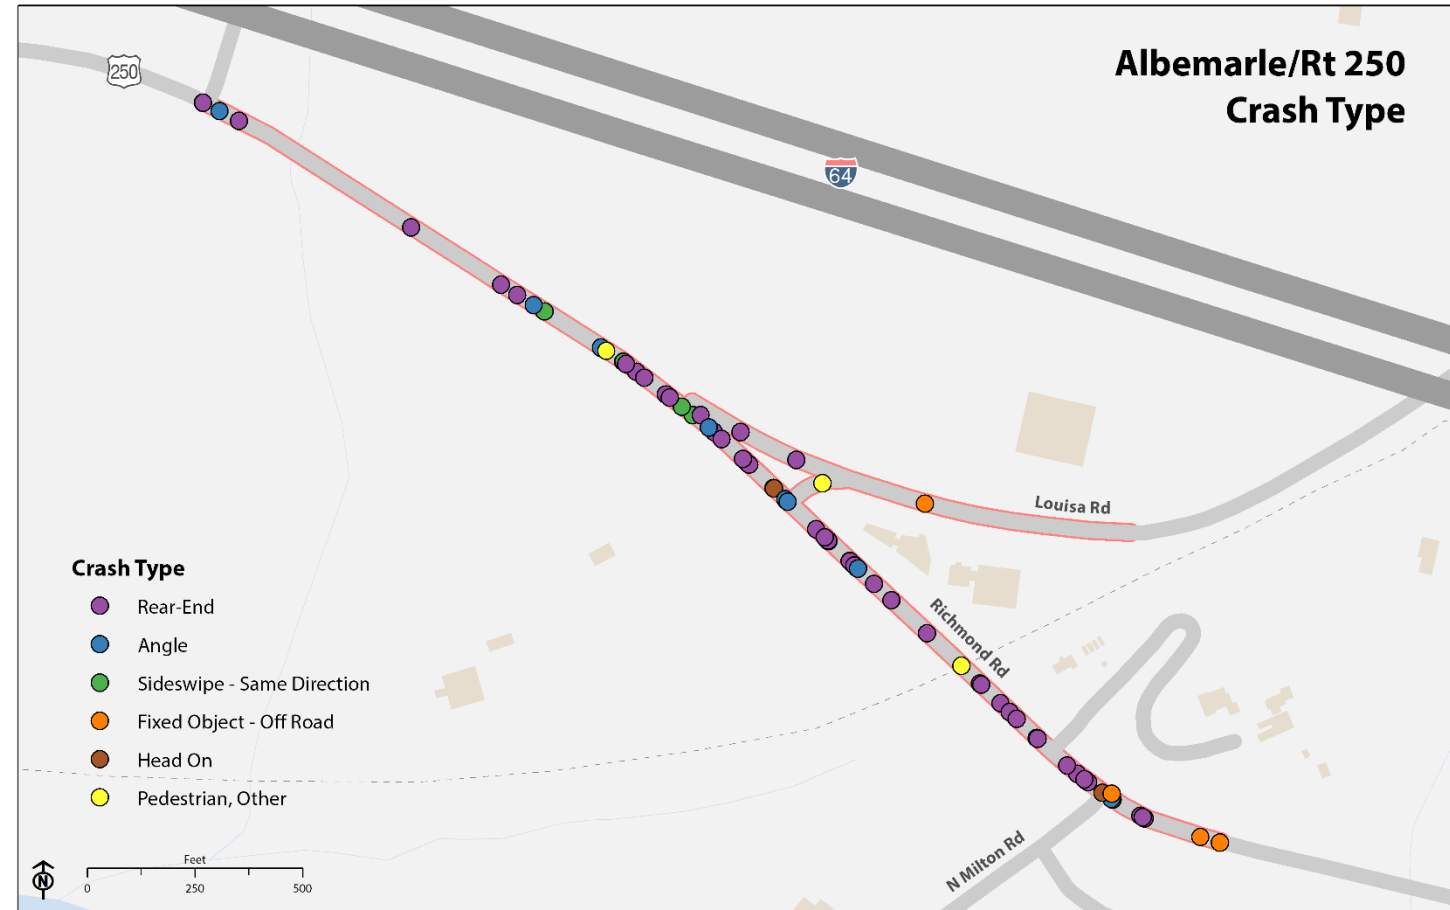 250
Albemarle/Rt 250
Crash Type
64
Louisa Rd
Richmond Rd
Crash Type
Rear-End
Angle
Sideswipe - Same Direction
Fixed Object - Off Road
Head On
Pedestrian, Other
N Milton Rd
Feet
N
0 250 500